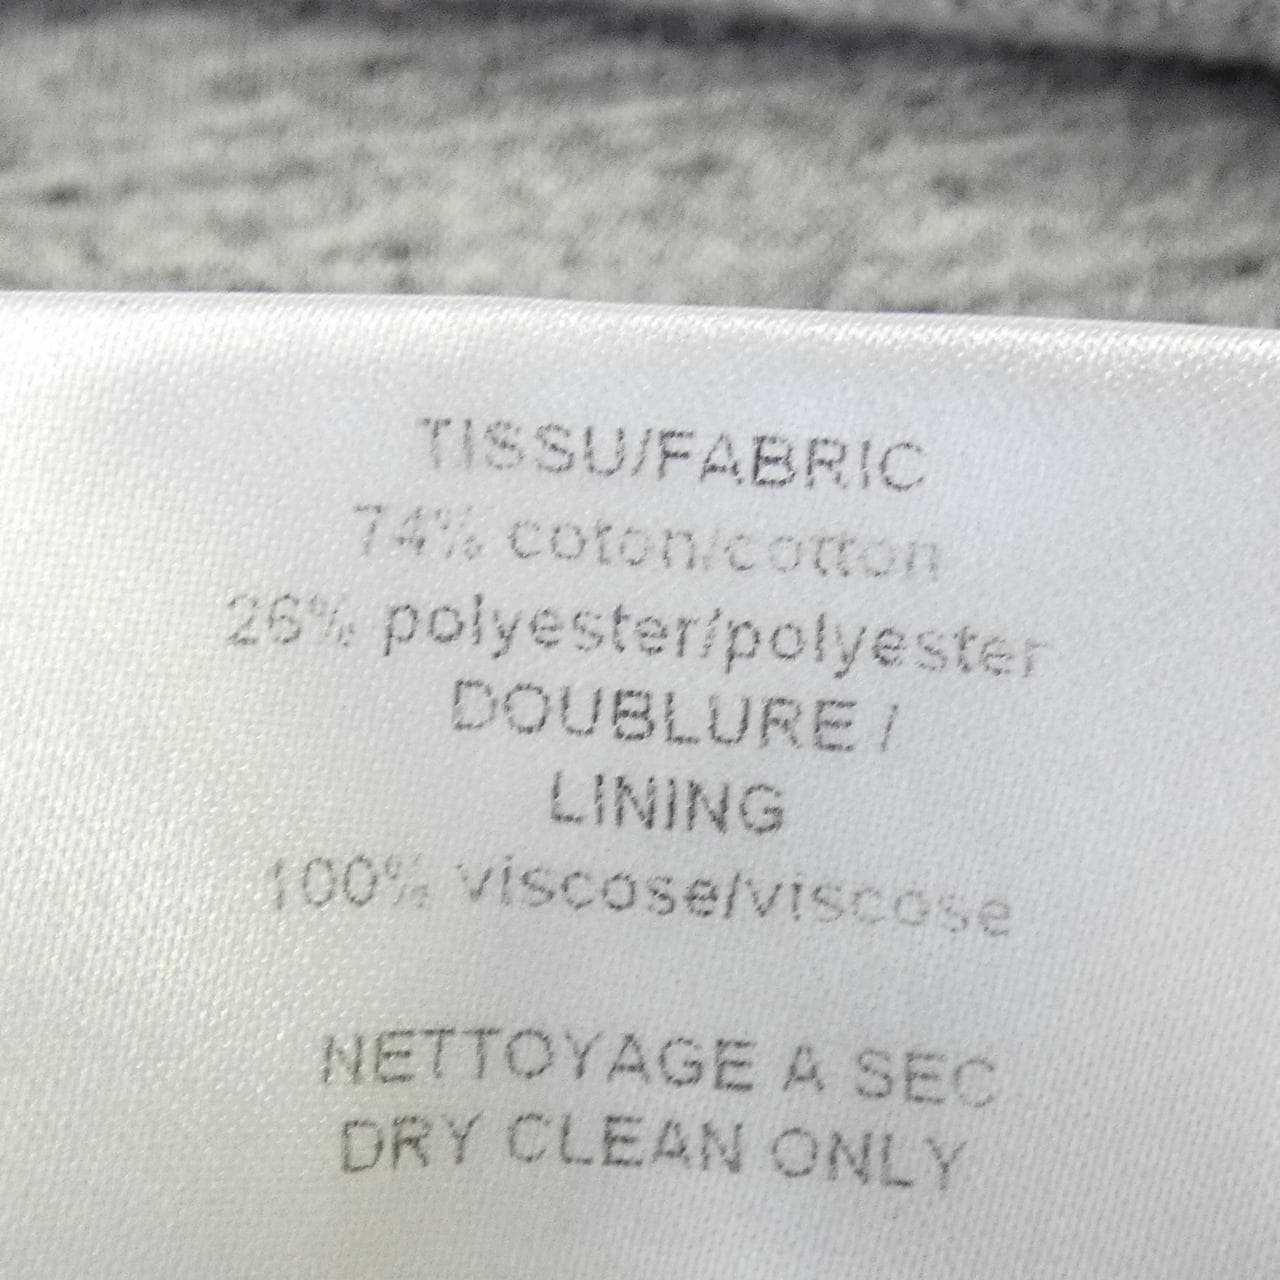 TISSU/FABRIC
74% coton/cotton
26% polyester/polyester
DOUBLURE /
LINING
100% viscose/viscose
NETTOYAGE A SEC
DRY CLEAN ONLY